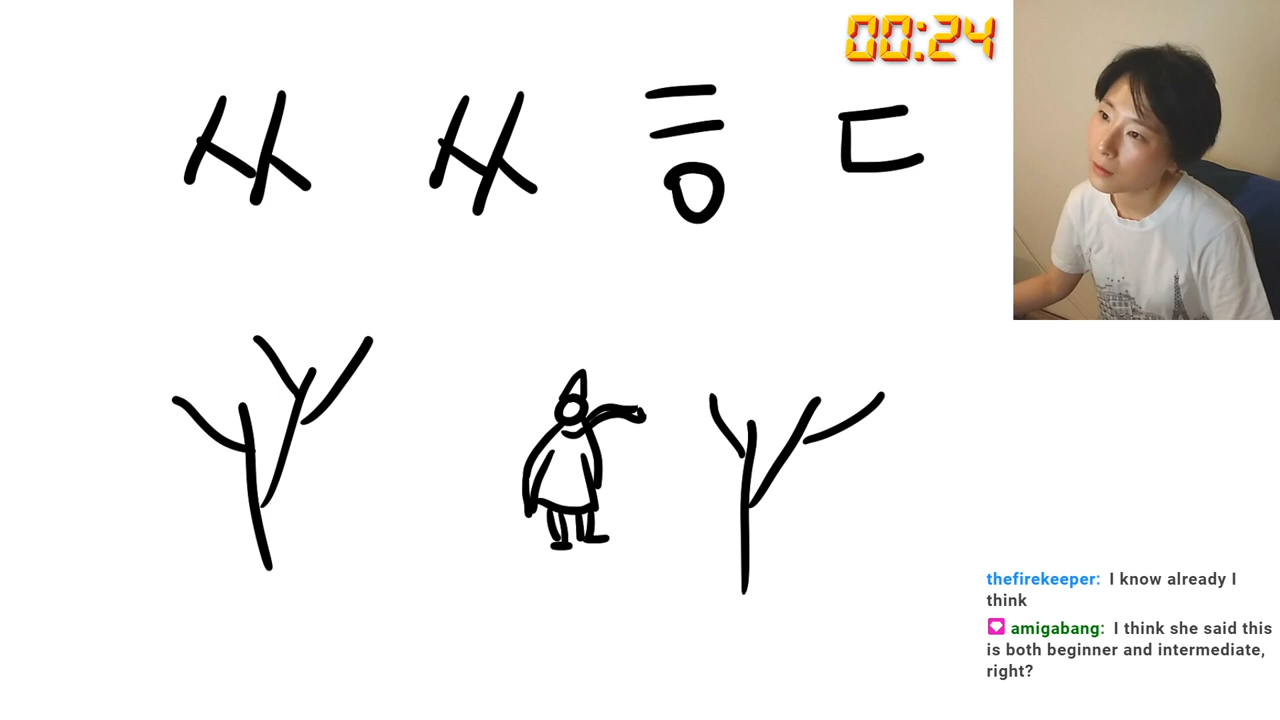 00:24
ㅆ ㅆ ㅎ ㄷ
thefirekeeper: I know already I
think
amigabang: I think she said this
is both beginner and intermediate,
right?